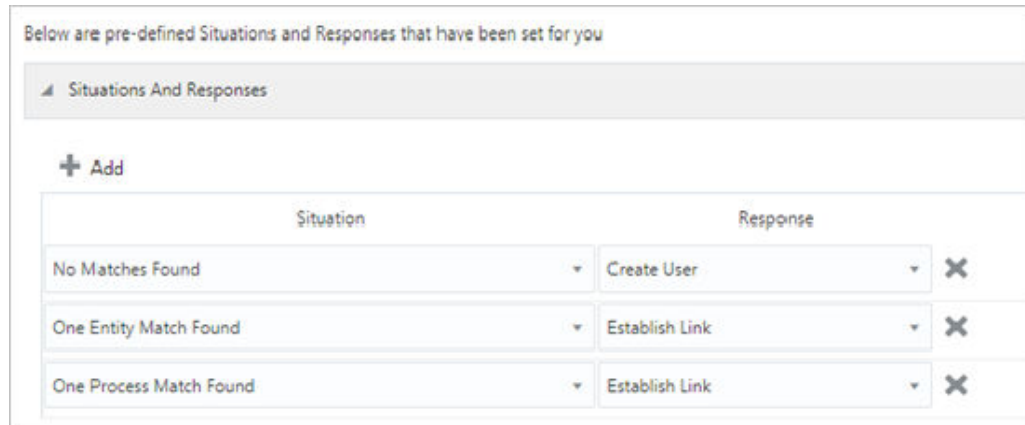 Below are pre-defined Situations and Responses that have been set for you
Situations And Responses
Add
Situation Response
No Matches Found Create User
One Entity Match Found Establish Link
One Process Match Found Establish Link